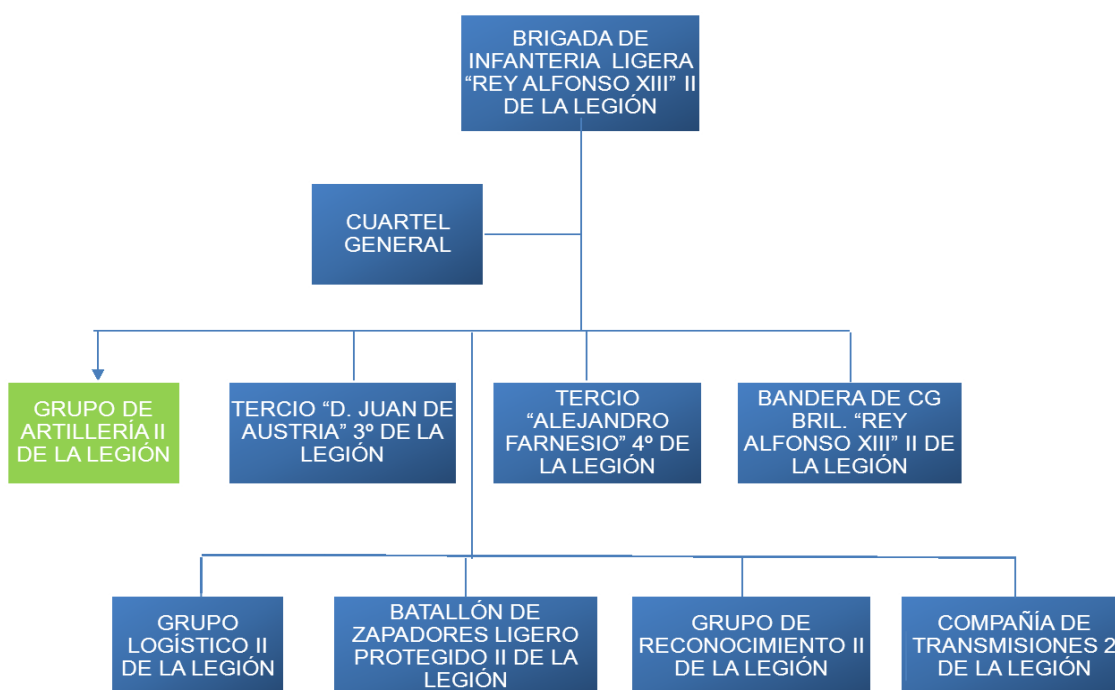 BRIGADA DE
INFANTERIA LIGERA
“REY ALFONSO XIII” II
DE LA LEGIÓN
CUARTEL
GENERAL
GRUPO DE
ARTILLERÍA II
DE LA LEGIÓN
TERCIO “D. JUAN DE
AUSTRIA” 3º DE LA
LEGIÓN
TERCIO
“ALEJANDRO
FARNESIO” 4º DE
LA LEGIÓN
BANDERA DE CG
BRIL. “REY
ALFONSO XIII” II DE
LA LEGIÓN
GRUPO
LOGÍSTICO II
DE LA LEGIÓN
BATALLÓN DE
ZAPADORES LIGERO
PROTEGIDO II DE LA
LEGIÓN
GRUPO DE
RECONOCIMIENTO II
DE LA LEGIÓN
COMPAÑÍA DE
TRANSMISIONES 2
DE LA LEGIÓN